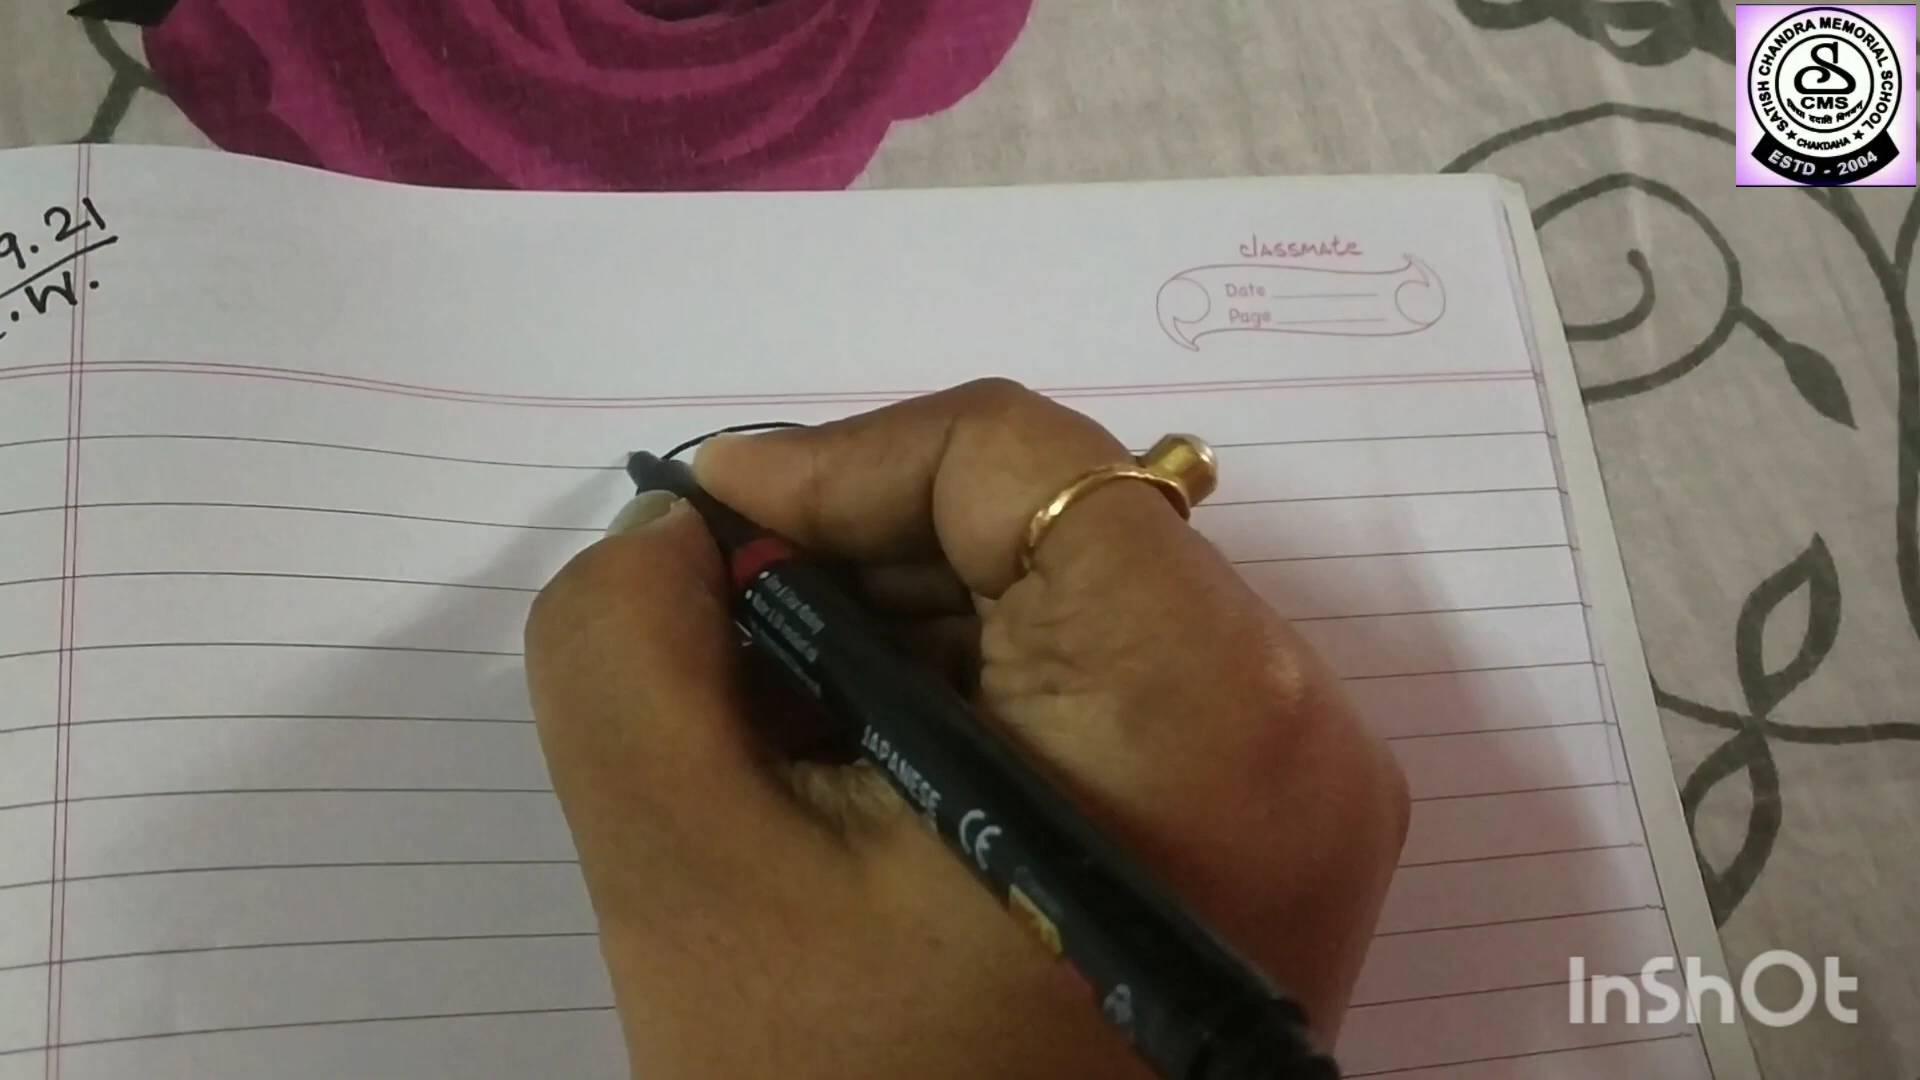 SATISH CHANDRA MEMORIAL SCHOOL
S
CMS
CHAKDAHA
ESTD - 2004
9.21
.W.
classmate
Date
Page
JAPANESE
CE
InShOt